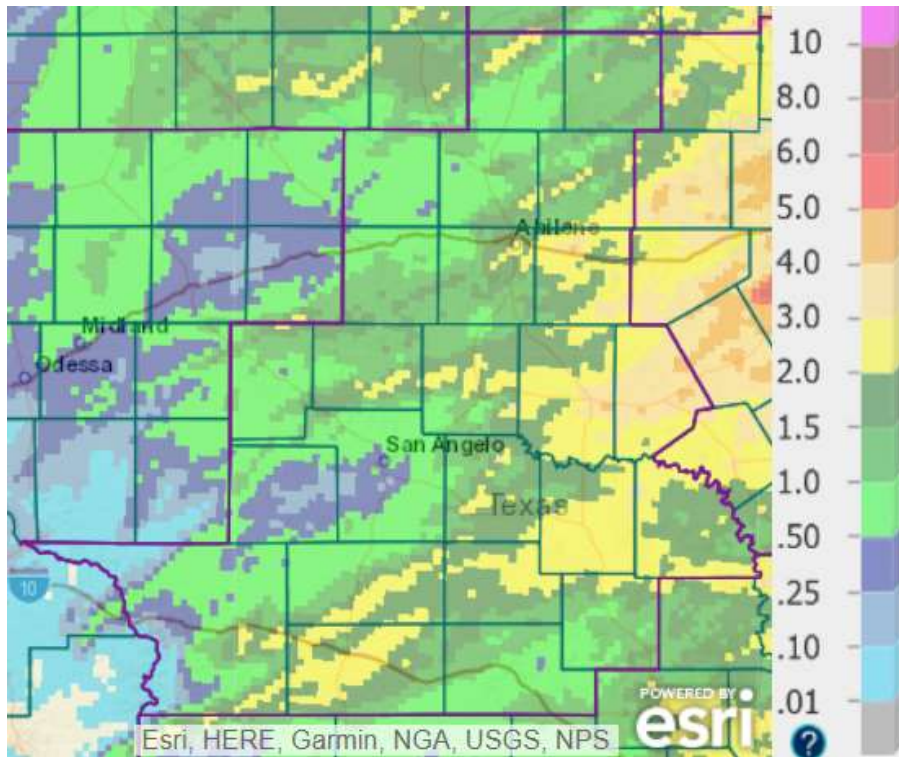 10
8.0
6.0
5.0
4.0
3.0
2.0
1.5
1.0
.50
.25
.10
.01
?
Abilene
Midland
Odessa
San Angelo
Texas
10
POWERED BY
esri
Esri, HERE, Garmin, NGA, USGS, NPS